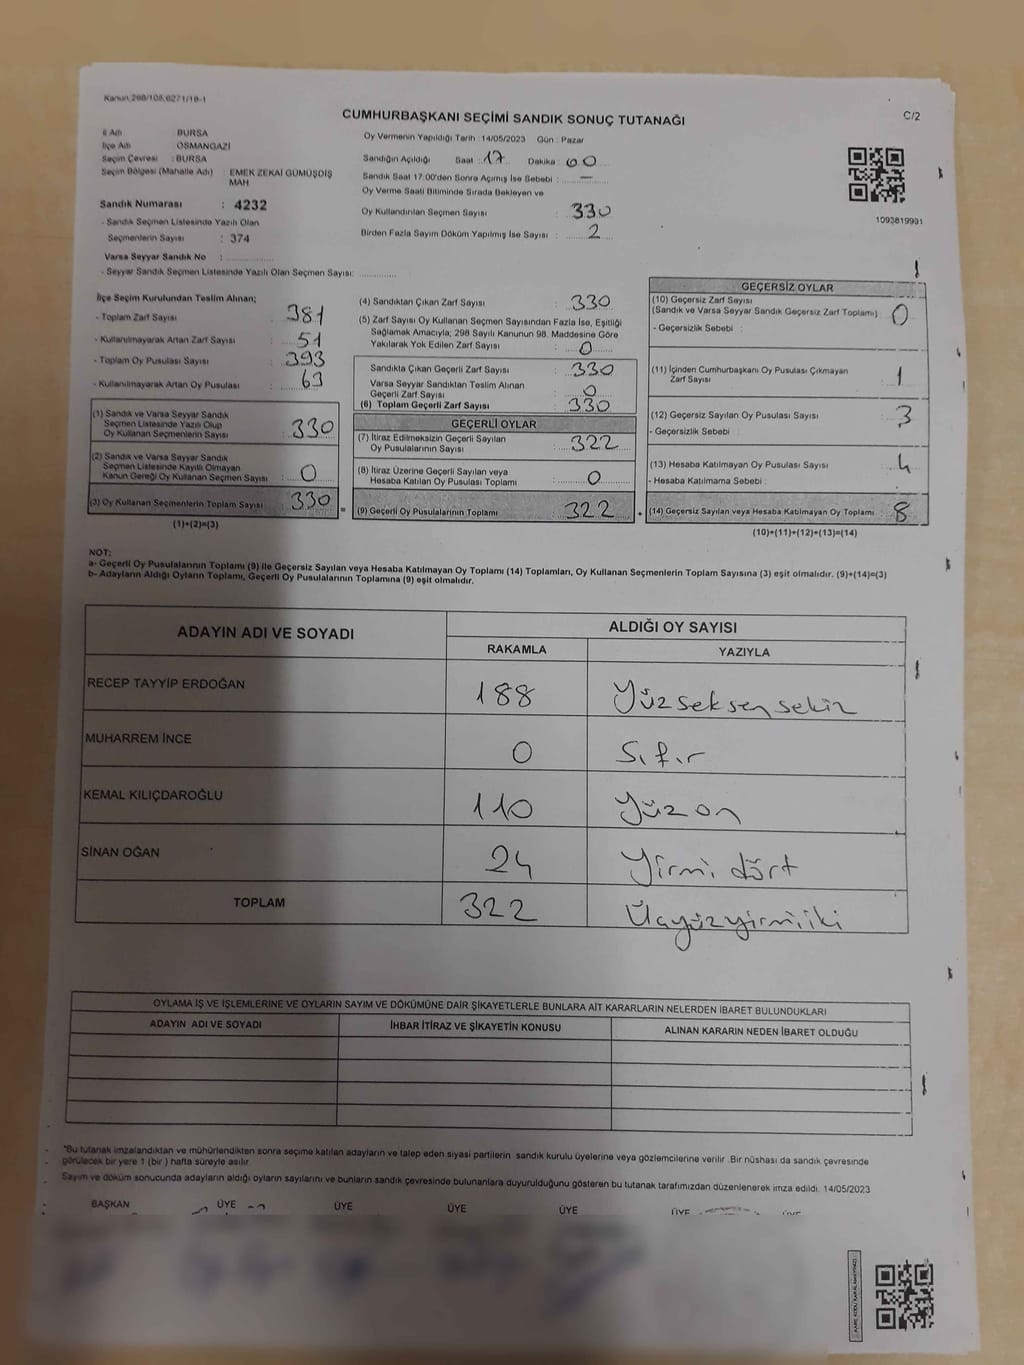 Kanun 298/108,6271/18-1
CUMHURBAŞKANI SEÇİMİ SANDIK SONUÇ TUTANAĞI
C/2
İl Adı : BURSA
İlçe Adı : OSMANGAZİ
Seçim Çevresi : BURSA
Seçim Bölgesi (Mahalle Adı) : EMEK ZEKAİ GÜMÜŞDİŞ MAH
Sandık Numarası : 4232
- Sandık Seçmen Listesinde Yazılı Olan
Seçmenlerin Sayısı : 374
Varsa Seyyar Sandık No :
- Seyyar Sandık Seçmen Listesinde Yazılı Olan Seçmen Sayısı:
Oy Vermenin Yapıldığı Tarih : 14/05/2023 Gün : Pazar
Sandığın Açıldığı Saat : 17 Dakika : 00
Sandık Saat 17:00'den Sonra Açımış İse Sebebi : —
Oy Verme Saati Bitiminde Sırada Bekleyen ve
Oy Kullandırılan Seçmen Sayısı : 330
Birden Fazla Sayım Döküm Yapılmış İse Sayısı : 2
1093819931
İlçe Seçim Kurulundan Teslim Alınan;
- Toplam Zarf Sayısı : 381
- Kullanılmayarak Artan Zarf Sayısı : 51
- Toplam Oy Pusulası Sayısı : 393
- Kullanılmayarak Artan Oy Pusulası : 63
(1) Sandık ve Varsa Seyyar Sandık
Seçmen Listesinde Yazılı Olup
Oy Kullanan Seçmenlerin Sayısı : 330
(2) Sandık ve Varsa Seyyar Sandık
Seçmen Listesinde Kayıtlı Olmayan
Kanun Gereği Oy Kullanan Seçmen Sayısı : 0
(3) Oy Kullanan Seçmenlerin Toplam Sayısı : 330
(1)+(2)=(3)
(4) Sandıktan Çıkan Zarf Sayısı : 330
(5) Zarf Sayısı Oy Kullanan Seçmen Sayısından Fazla İse, Eşitliği
Sağlamak Amacıyla; 298 Sayılı Kanunun 98. Maddesine Göre
Yakılarak Yok Edilen Zarf Sayısı : 0
Sandıkta Çıkan Geçerli Zarf Sayısı : 330
Varsa Seyyar Sandıktan Teslim Alınan
Geçerli Zarf Sayısı : 0
(6) Toplam Geçerli Zarf Sayısı : 330
GEÇERLİ OYLAR
(7) İtiraz Edilmeksizin Geçerli Sayılan
Oy Pusulalarının Sayısı : 322
(8) İtiraz Üzerine Geçerli Sayılan veya
Hesaba Katılan Oy Pusulası Toplamı : 0
= (9) Geçerli Oy Pusulalarının Toplamı : 322 +
GEÇERSİZ OYLAR
(10) Geçersiz Zarf Sayısı
(Sandık ve Varsa Seyyar Sandık Geçersiz Zarf Toplamı) : 0
- Geçersizlik Sebebi :
(11) İçinden Cumhurbaşkanı Oy Pusulası Çıkmayan
Zarf Sayısı : 1
(12) Geçersiz Sayılan Oy Pusulası Sayısı : 3
- Geçersizlik Sebebi :
(13) Hesaba Katılmayan Oy Pusulası Sayısı : 4
- Hesaba Katılmama Sebebi :
(14) Geçersiz Sayılan veya Hesaba Katılmayan Oy Toplamı : 8
(10)+(11)+(12)+(13)=(14)
NOT:
a- Geçerli Oy Pusulalarının Toplamı (9) ile Geçersiz Sayılan veya Hesaba Katılmayan Oy Toplamı (14) Toplamları, Oy Kullanan Seçmenlerin Toplam Sayısına (3) eşit olmalıdır. (9)+(14)=(3)
b- Adayların Aldığı Oyların Toplamı, Geçerli Oy Pusulalarının Toplamına (9) eşit olmalıdır.
ADAYIN ADI VE SOYADI ALDIĞI OY SAYISI
RAKAMLA YAZIYLA
RECEP TAYYİP ERDOĞAN 188 Yüzseksensekiz
MUHARREM İNCE 0 Sıfır
KEMAL KILIÇDAROĞLU 110 Yüzon
SİNAN OĞAN 24 Yirmi dört
TOPLAM 322 Üçyüzyirmiiki
OYLAMA İŞ VE İŞLEMLERİNE VE OYLARIN SAYIM VE DÖKÜMÜNE DAİR ŞİKAYETLERLE BUNLARA AİT KARARLARIN NELERDEN İBARET BULUNDUKLARI
ADAYIN ADI VE SOYADI İHBAR İTİRAZ VE ŞİKAYETİN KONUSU ALINAN KARARIN NEDEN İBARET OLDUĞU
*Bu tutanak imzalandıktan ve mühürlendikten sonra seçime katılan adayların ve talep eden siyasi partilerin sandık kurulu üyelerine veya gözlemcilerine verilir .Bir nüshası da sandık çevresinde
görülecek bir yere 1 (bir ) hafta süreyle asılır.
Sayım ve döküm sonucunda adayların aldığı oyların sayılarını ve bunların sandık çevresinde bulunanlara duyurulduğunu gösteren bu tutanak tarafımızdan düzenlenerek imza edildi. 14/05/2023
BAŞKAN ÜYE ÜYE ÜYE ÜYE ÜYE ÜYE